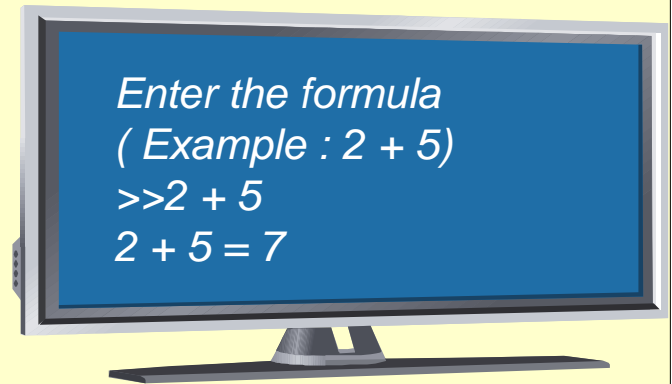 Enter the formula
( Example : 2 + 5)
>>2 + 5
2 + 5 = 7